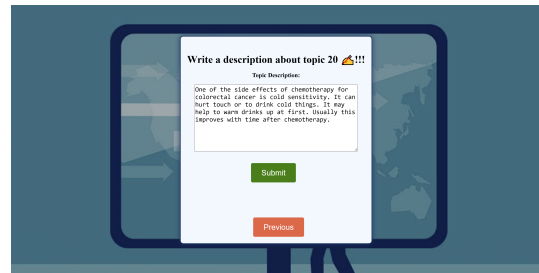 Write a description about topic 20 ✍️!!!
Topic Description:
One of the side effects of chemotherapy for
colorectal cancer is cold sensitivity. It can
hurt touch or to drink cold things. It may
help to warm drinks up at first. Usually this
improves with time after chemotherapy.
Submit
Previous